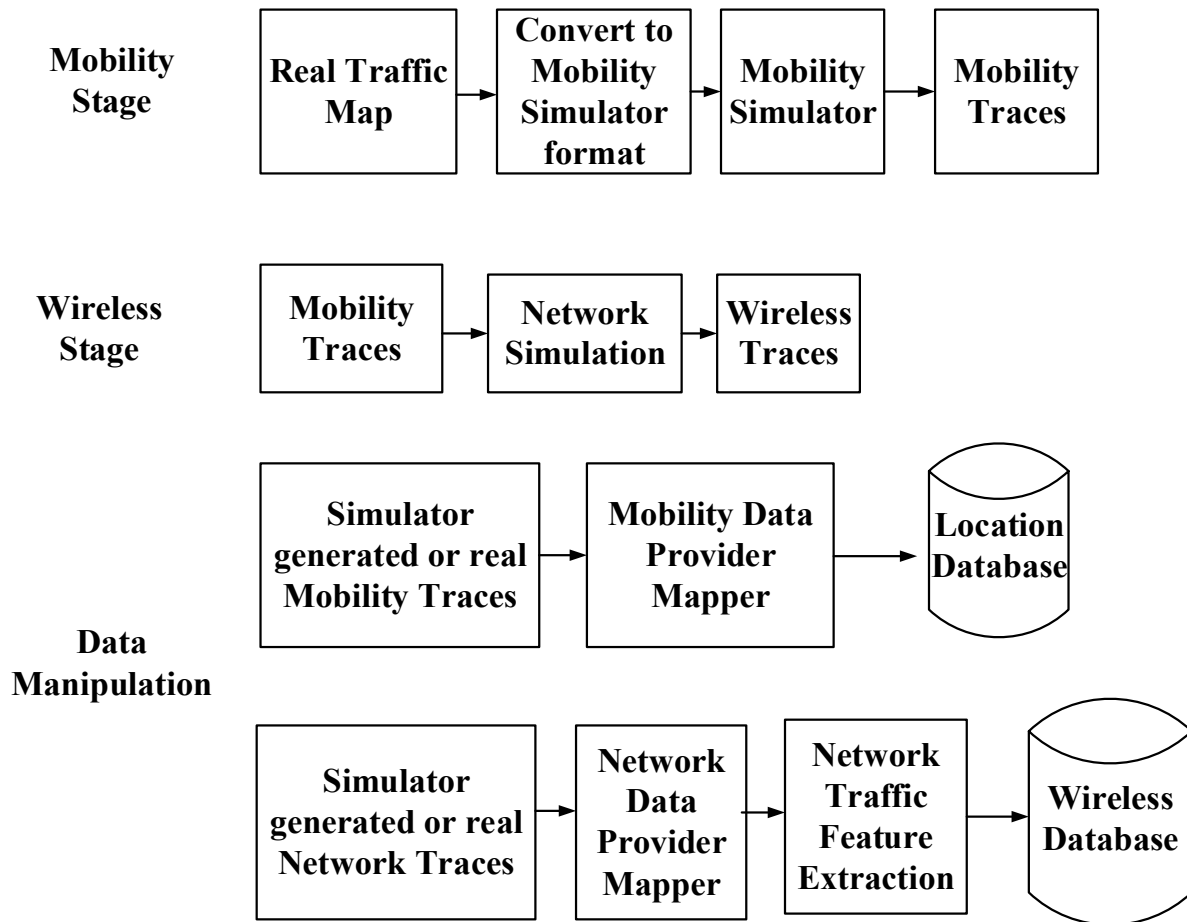 Mobility
Stage
Real Traffic
Map
Convert to
Mobility
Simulator
format
Mobility
Simulator
Mobility
Traces
Wireless
Stage
Mobility
Traces
Network
Simulation
Wireless
Traces
Data
Manipulation
Simulator
generated or real
Mobility Traces
Mobility Data
Provider
Mapper
Location
Database
Simulator
generated or real
Network Traces
Network
Data
Provider
Mapper
Network
Traffic
Feature
Extraction
Wireless
Database